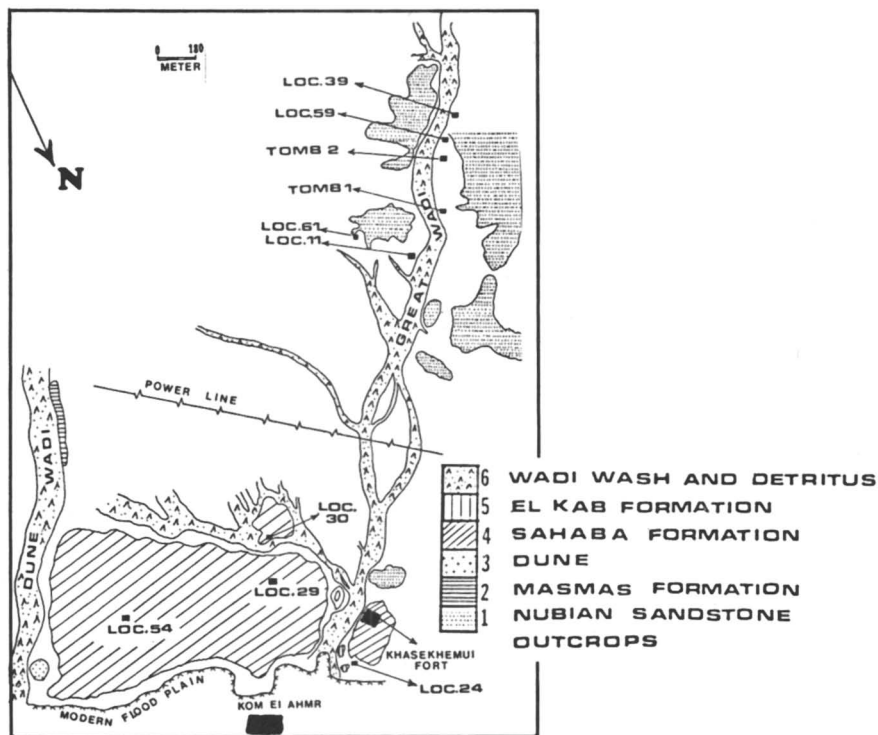 0 180
METER
N
LOC.39
LOC.59
TOMB 2
TOMB 1
LOC.61
LOC.11
GREAT WADI
POWER LINE
DUNE WADI
LOC.
30
LOC.29
LOC.54
KHASEKHEMUI
FORT
LOC.24
MODERN FLOOD PLAIN
KOM El AHMR
6 WADI WASH AND DETRITUS
5 EL KAB FORMATION
4 SAHABA FORMATION
3 DUNE
2 MASMAS FORMATION
1 NUBIAN SANDSTONE
OUTCROPS